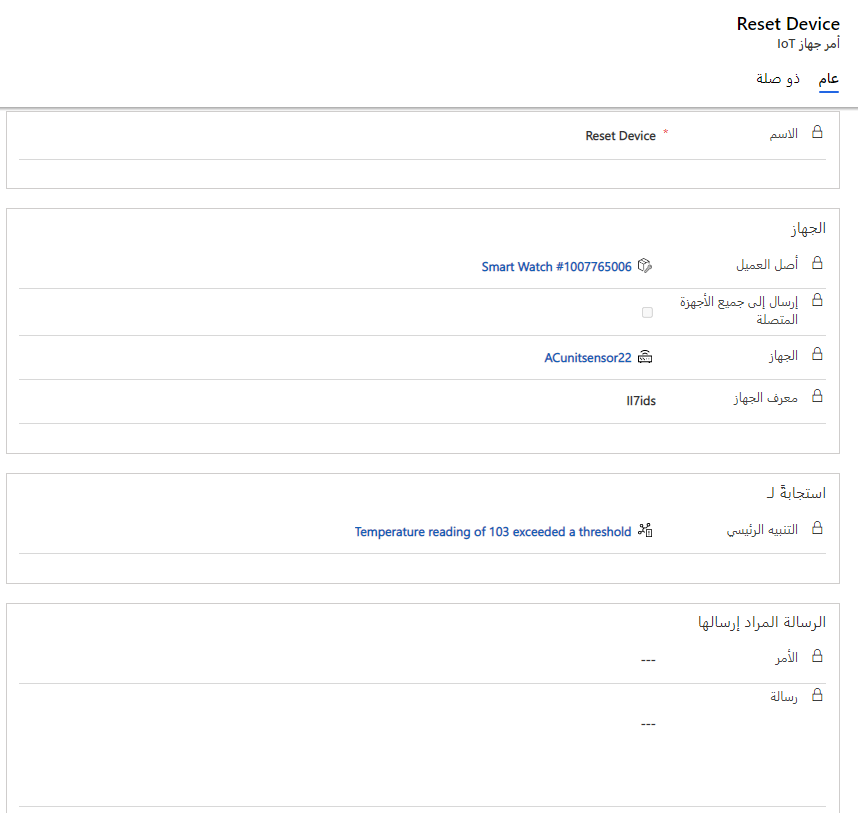 Reset Device
أمر جهاز IoT
عام ذو صلة
الاسم * Reset Device
الجهاز
أصل العميل Smart Watch #1007765006
إرسال إلى جميع الأجهزة
المتصلة
الجهاز ACunitsensor22
معرف الجهاز II7ids
استجابةً لـ
التنبيه الرئيسي Temperature reading of 103 exceeded a threshold
الرسالة المراد إرسالها
الأمر ---
رسالة
---